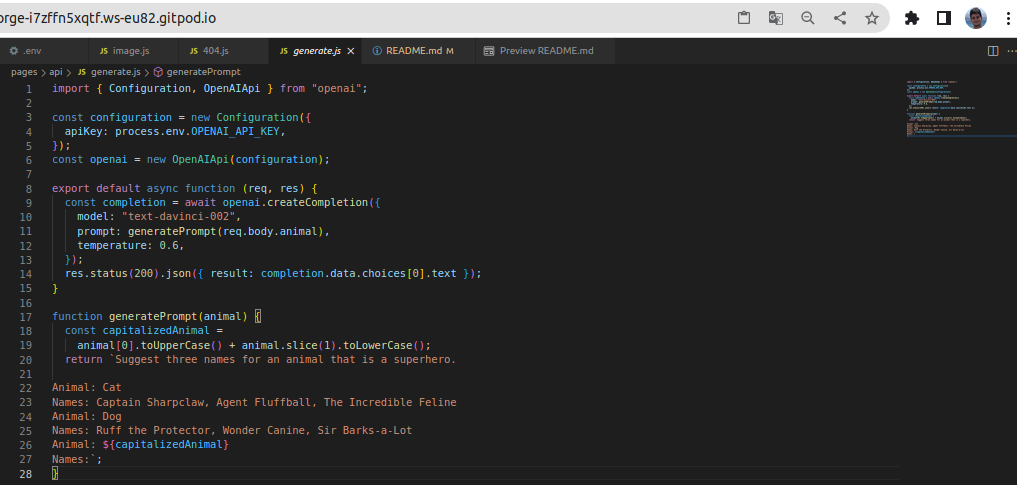 orge-i7zffn5xqtf.ws-eu82.gitpod.io
.env JS image.js JS 404.js JS generate.js README.md M Preview README.md
pages > api > JS generate.js > generatePrompt
1 import { Configuration, OpenAIApi } from "openai";
2
3 const configuration = new Configuration({
4 apiKey: process.env.OPENAI_API_KEY,
5 });
6 const openai = new OpenAIApi(configuration);
7
8 export default async function (req, res) {
9 const completion = await openai.createCompletion({
10 model: "text-davinci-002",
11 prompt: generatePrompt(req.body.animal),
12 temperature: 0.6,
13 });
14 res.status(200).json({ result: completion.data.choices[0].text });
15 }
16
17 function generatePrompt(animal) {
18 const capitalizedAnimal =
19 animal[0].toUpperCase() + animal.slice(1).toLowerCase();
20 return `Suggest three names for an animal that is a superhero.
21
22 Animal: Cat
23 Names: Captain Sharpclaw, Agent Fluffball, The Incredible Feline
24 Animal: Dog
25 Names: Ruff the Protector, Wonder Canine, Sir Barks-a-Lot
26 Animal: ${capitalizedAnimal}
27 Names:`;
28 }